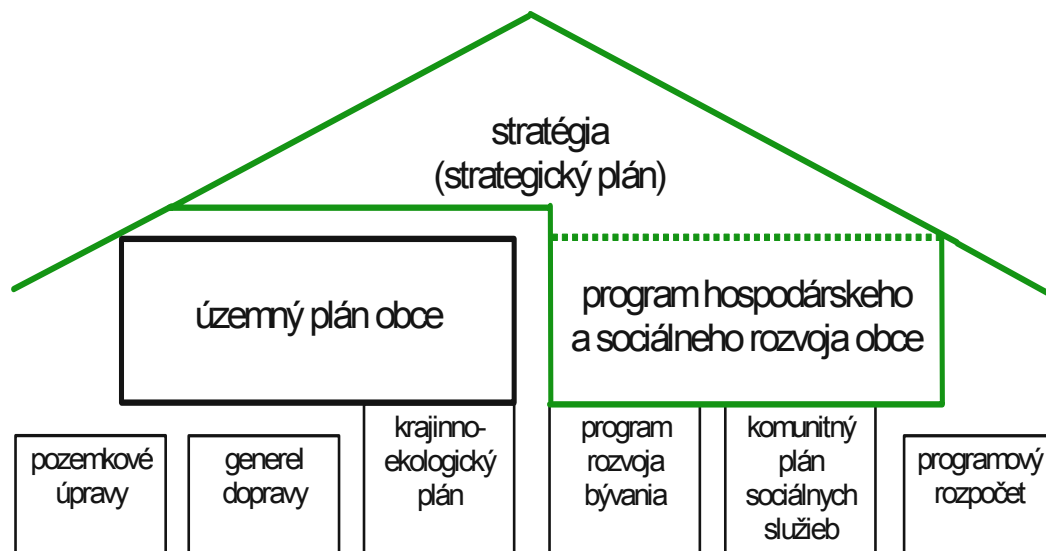 stratégia
(strategický plán)
územný plán obce
program hospodárskeho
a sociálneho rozvoja obce
pozemkové
úpravy
generel
dopravy
krajinno-
ekologický
plán
program
rozvoja
bývania
komunitný
plán
sociálnych
služieb
programový
rozpočet